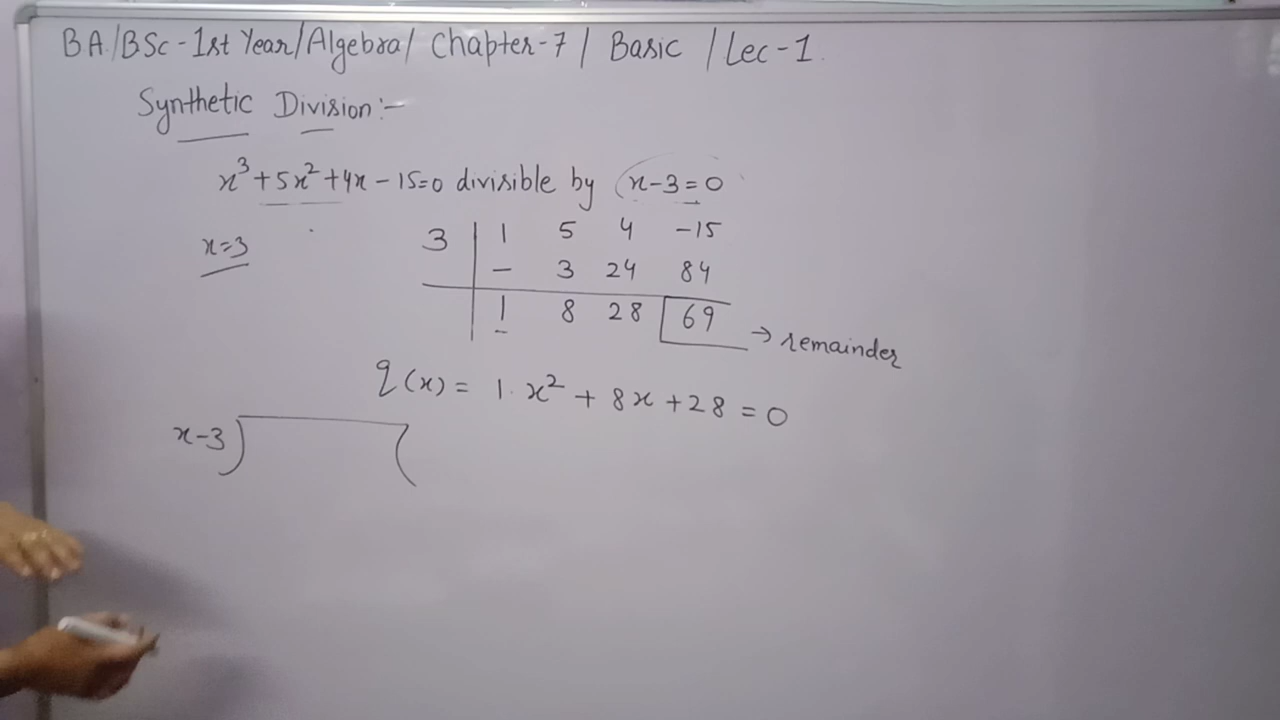 BA/BSc-1st Year/Algebra/ Chapter-7 / Basic / Lec-1.
Synthetic Division:-
x³+5x²+4x-15=0 divisible by (x-3=0
x=3
3 | 1 5 4 -15
- 3 24 84
1 8 28 69 → remainder
q(x) = 1.x² + 8x +28 = 0
x-3